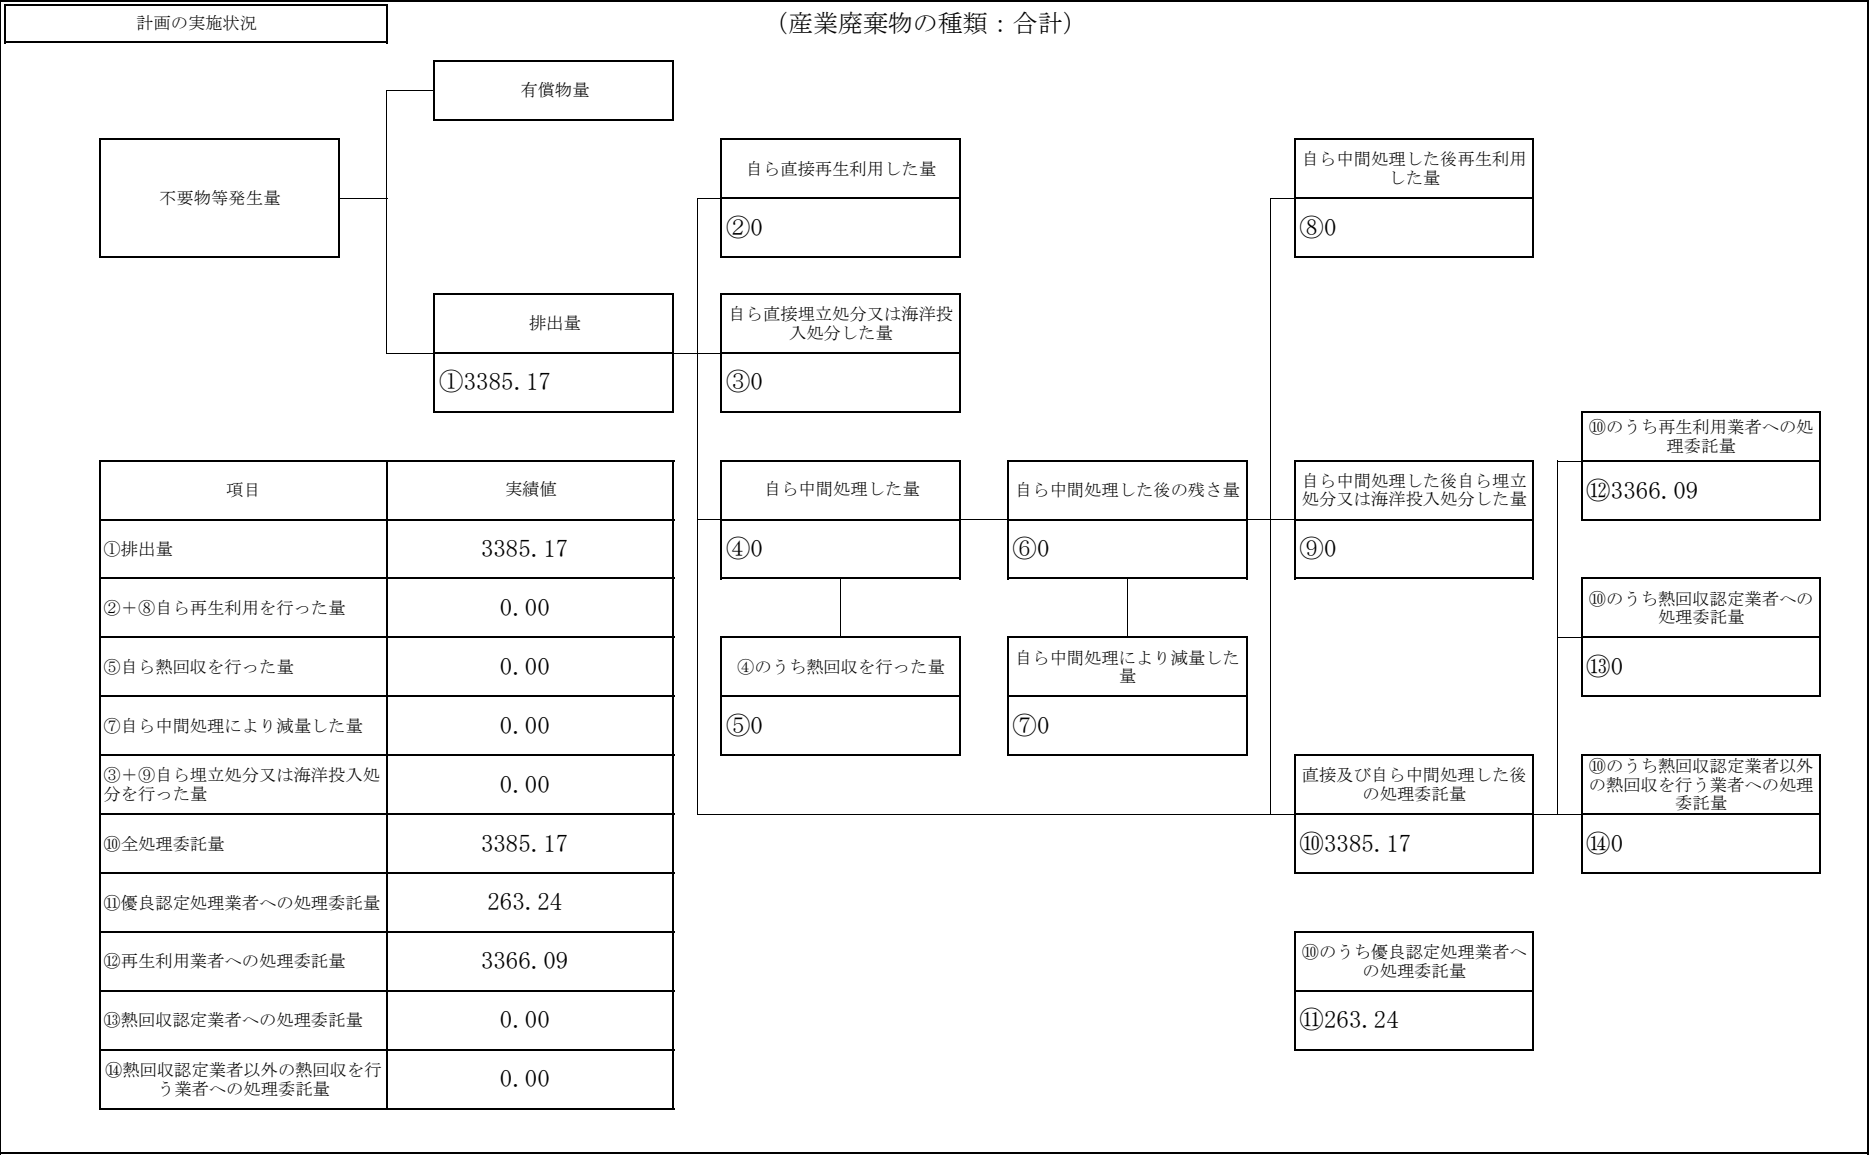 計画の実施状況
（産業廃棄物の種類：合計）
有償物量
不要物等発生量
排出量
①3385.17
自ら直接再生利用した量
②0
自ら直接埋立処分又は海洋投
入処分した量
③0
自ら中間処理した量
④0
④のうち熱回収を行った量
⑤0
自ら中間処理した後の残さ量
⑥0
自ら中間処理により減量した
量
⑦0
自ら中間処理した後再生利用
した量
⑧0
自ら中間処理した後自ら埋立
処分又は海洋投入処分した量
⑨0
直接及び自ら中間処理した後
の処理委託量
⑩3385.17
⑩のうち優良認定処理業者へ
の処理委託量
⑪263.24
⑩のうち再生利用業者への処
理委託量
⑫3366.09
⑩のうち熱回収認定業者への
処理委託量
⑬0
⑩のうち熱回収認定業者以外
の熱回収を行う業者への処理
委託量
⑭0
項目 実績値
①排出量 3385.17
②＋⑧自ら再生利用を行った量 0.00
⑤自ら熱回収を行った量 0.00
⑦自ら中間処理により減量した量 0.00
③＋⑨自ら埋立処分又は海洋投入処
分を行った量 0.00
⑩全処理委託量 3385.17
⑪優良認定処理業者への処理委託量 263.24
⑫再生利用業者への処理委託量 3366.09
⑬熱回収認定業者への処理委託量 0.00
⑭熱回収認定業者以外の熱回収を行
う業者への処理委託量 0.00